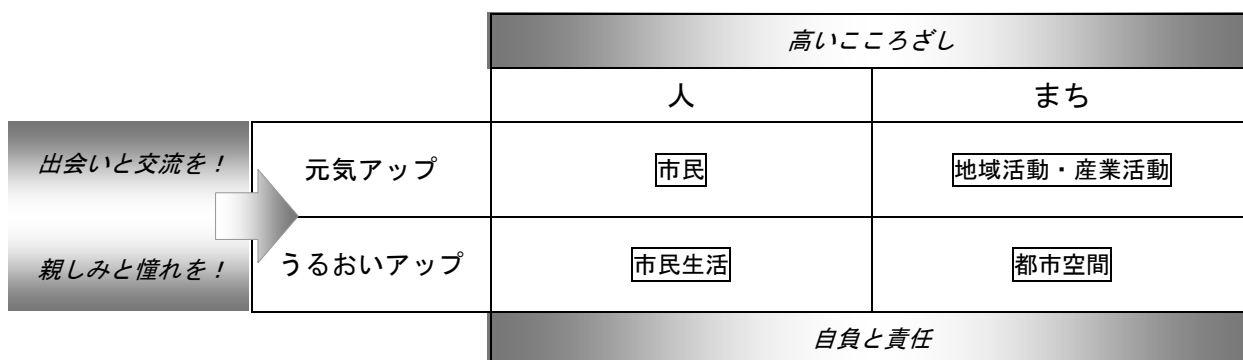 高いこころざし
人 まち
出会いと交流を！ 元気アップ 市民 地域活動・産業活動
親しみと憧れを！ うるおいアップ 市民生活 都市空間
自負と責任